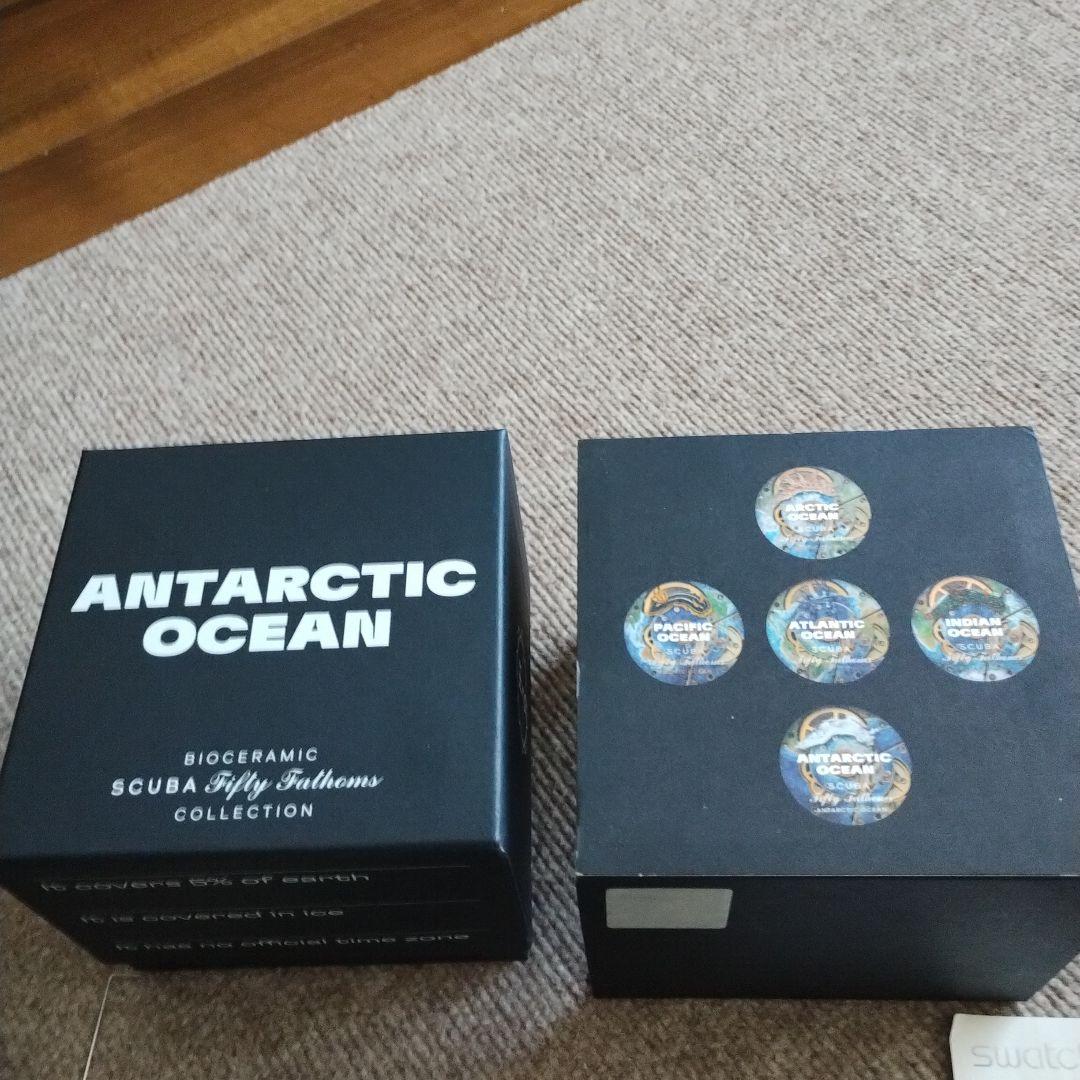 ANTARCTIC
OCEAN
BIOCERAMIC
SCUBA Fifty Fathoms
COLLECTION
It covers 5% of earth
It is covered in ice
It has no official time zone
ARCTIC
OCEAN
SCUBA
Fifty Fathoms
PACIFIC
OCEAN
SCUBA
Fifty Fathoms
ATLANTIC
OCEAN
SCUBA
Fifty Fathoms
INDIAN
OCEAN
SCUBA
Fifty Fathoms
ANTARCTIC
OCEAN
SCUBA
Fifty Fathoms
ANTARCTIC OCEAN
swatch